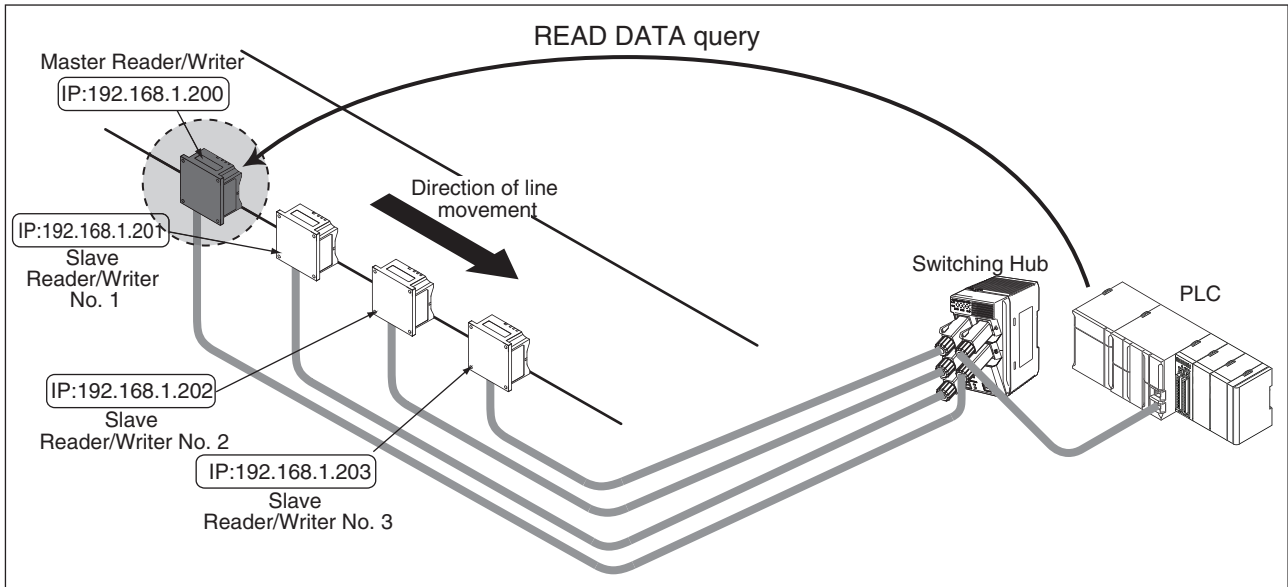 READ DATA query
Master Reader/Writer
IP:192.168.1.200
Direction of line
movement
IP:192.168.1.201
Slave
Reader/Writer
No. 1
Switching Hub
PLC
IP:192.168.1.202
Slave
Reader/Writer No. 2
IP:192.168.1.203
Slave
Reader/Writer No. 3